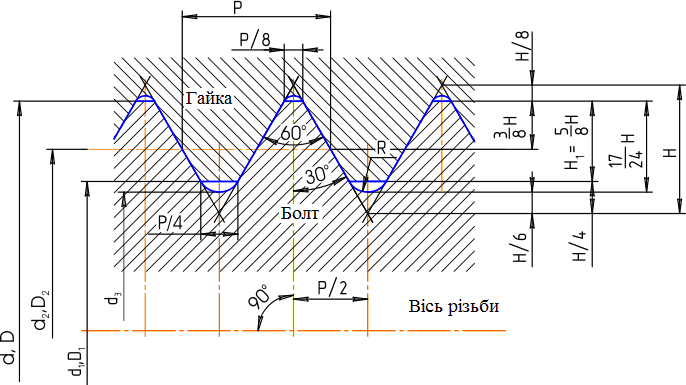 P
P/8
H/8
Гайка
60°
R
3/8 H
H₁ = 5/8 H
17/24 H
H
30°
Болт
P/4
H/6
H/4
90°
P/2
Вісь різьби
d, D
d₂, D₂
d₁, D₁
d₃